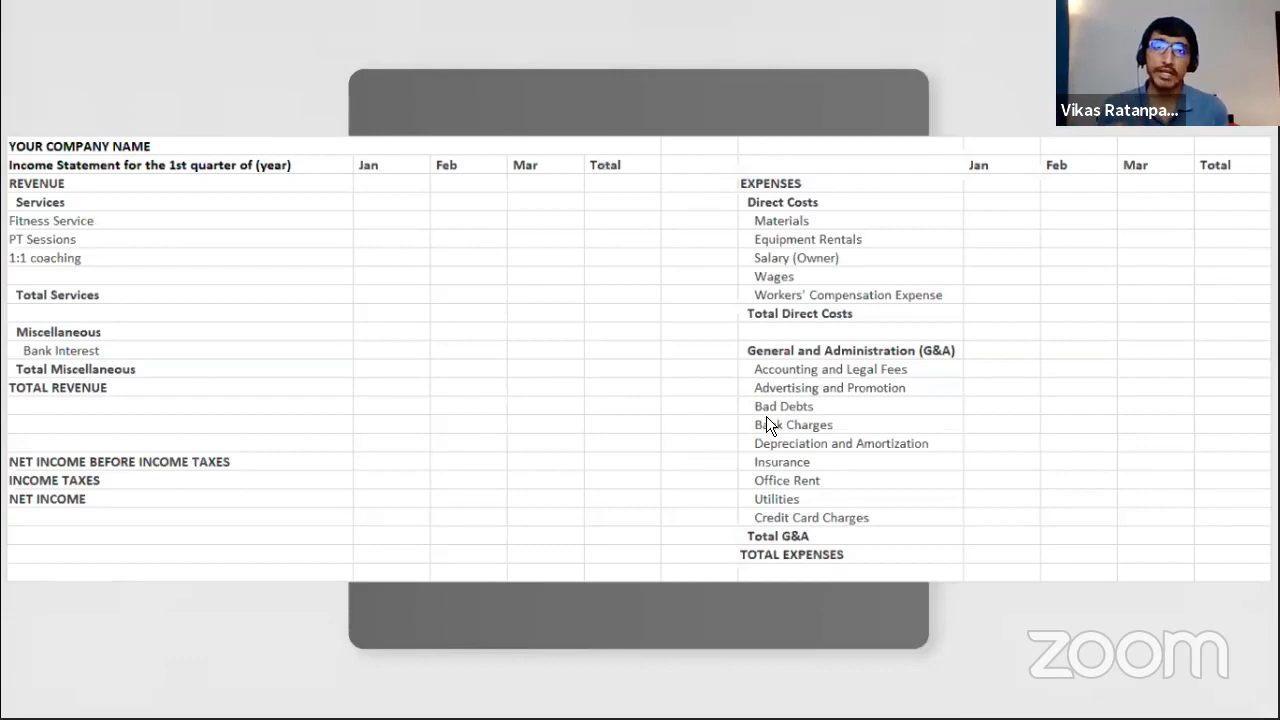 Vikas Ratanpa...
YOUR COMPANY NAME
Income Statement for the 1st quarter of (year) Jan Feb Mar Total
REVENUE
Services
Fitness Service
PT Sessions
1:1 coaching
Total Services
Miscellaneous
Bank Interest
Total Miscellaneous
TOTAL REVENUE
NET INCOME BEFORE INCOME TAXES
INCOME TAXES
NET INCOME
Jan Feb Mar Total
EXPENSES
Direct Costs
Materials
Equipment Rentals
Salary (Owner)
Wages
Workers' Compensation Expense
Total Direct Costs
General and Administration (G&A)
Accounting and Legal Fees
Advertising and Promotion
Bad Debts
Bank Charges
Depreciation and Amortization
Insurance
Office Rent
Utilities
Credit Card Charges
Total G&A
TOTAL EXPENSES
zoom